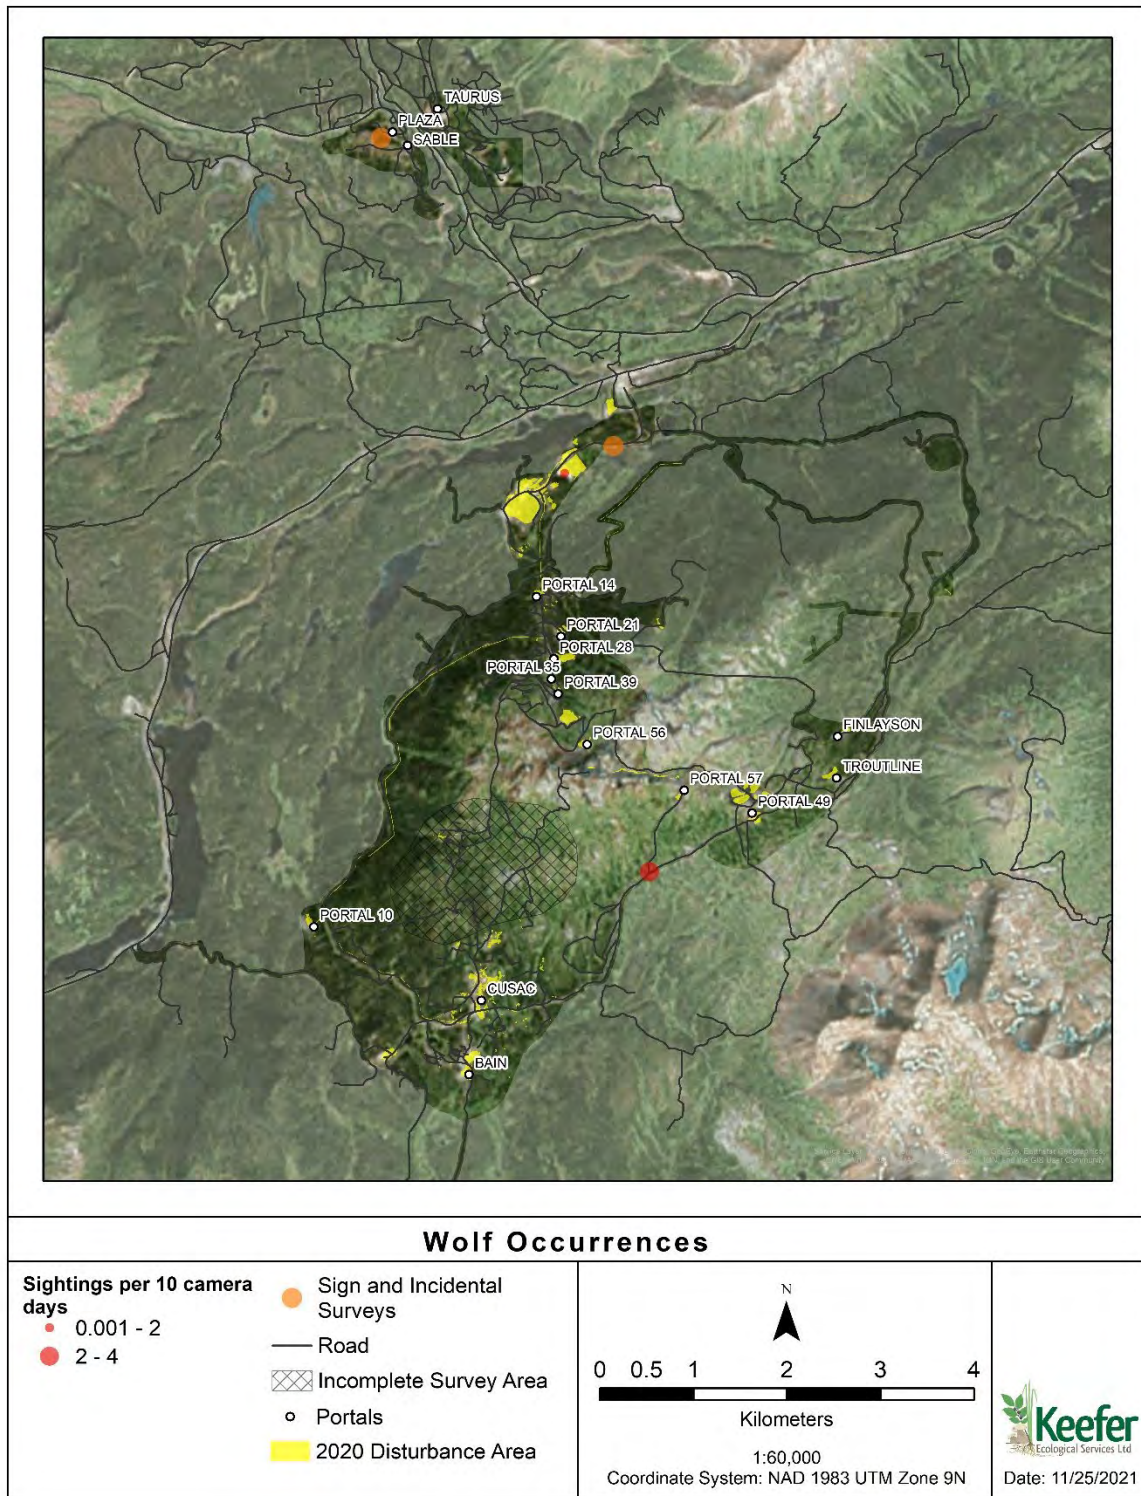 TAURUS
PLAZA
SABLE
PORTAL 14
PORTAL 21
PORTAL 28
PORTAL 35
PORTAL 39
PORTAL 56
FINLAYSON
TROUTLINE
PORTAL 57
PORTAL 49
PORTAL 10
CUSAC
BAIN
Wolf Occurrences
Sightings per 10 camera
days
0.001 - 2
2 - 4
Sign and Incidental
Surveys
Road
Incomplete Survey Area
Portals
2020 Disturbance Area
N
0 0.5 1 2 3 4
Kilometers
1:60,000
Coordinate System: NAD 1983 UTM Zone 9N
Keefer
Ecological Services Ltd
Date: 11/25/2021